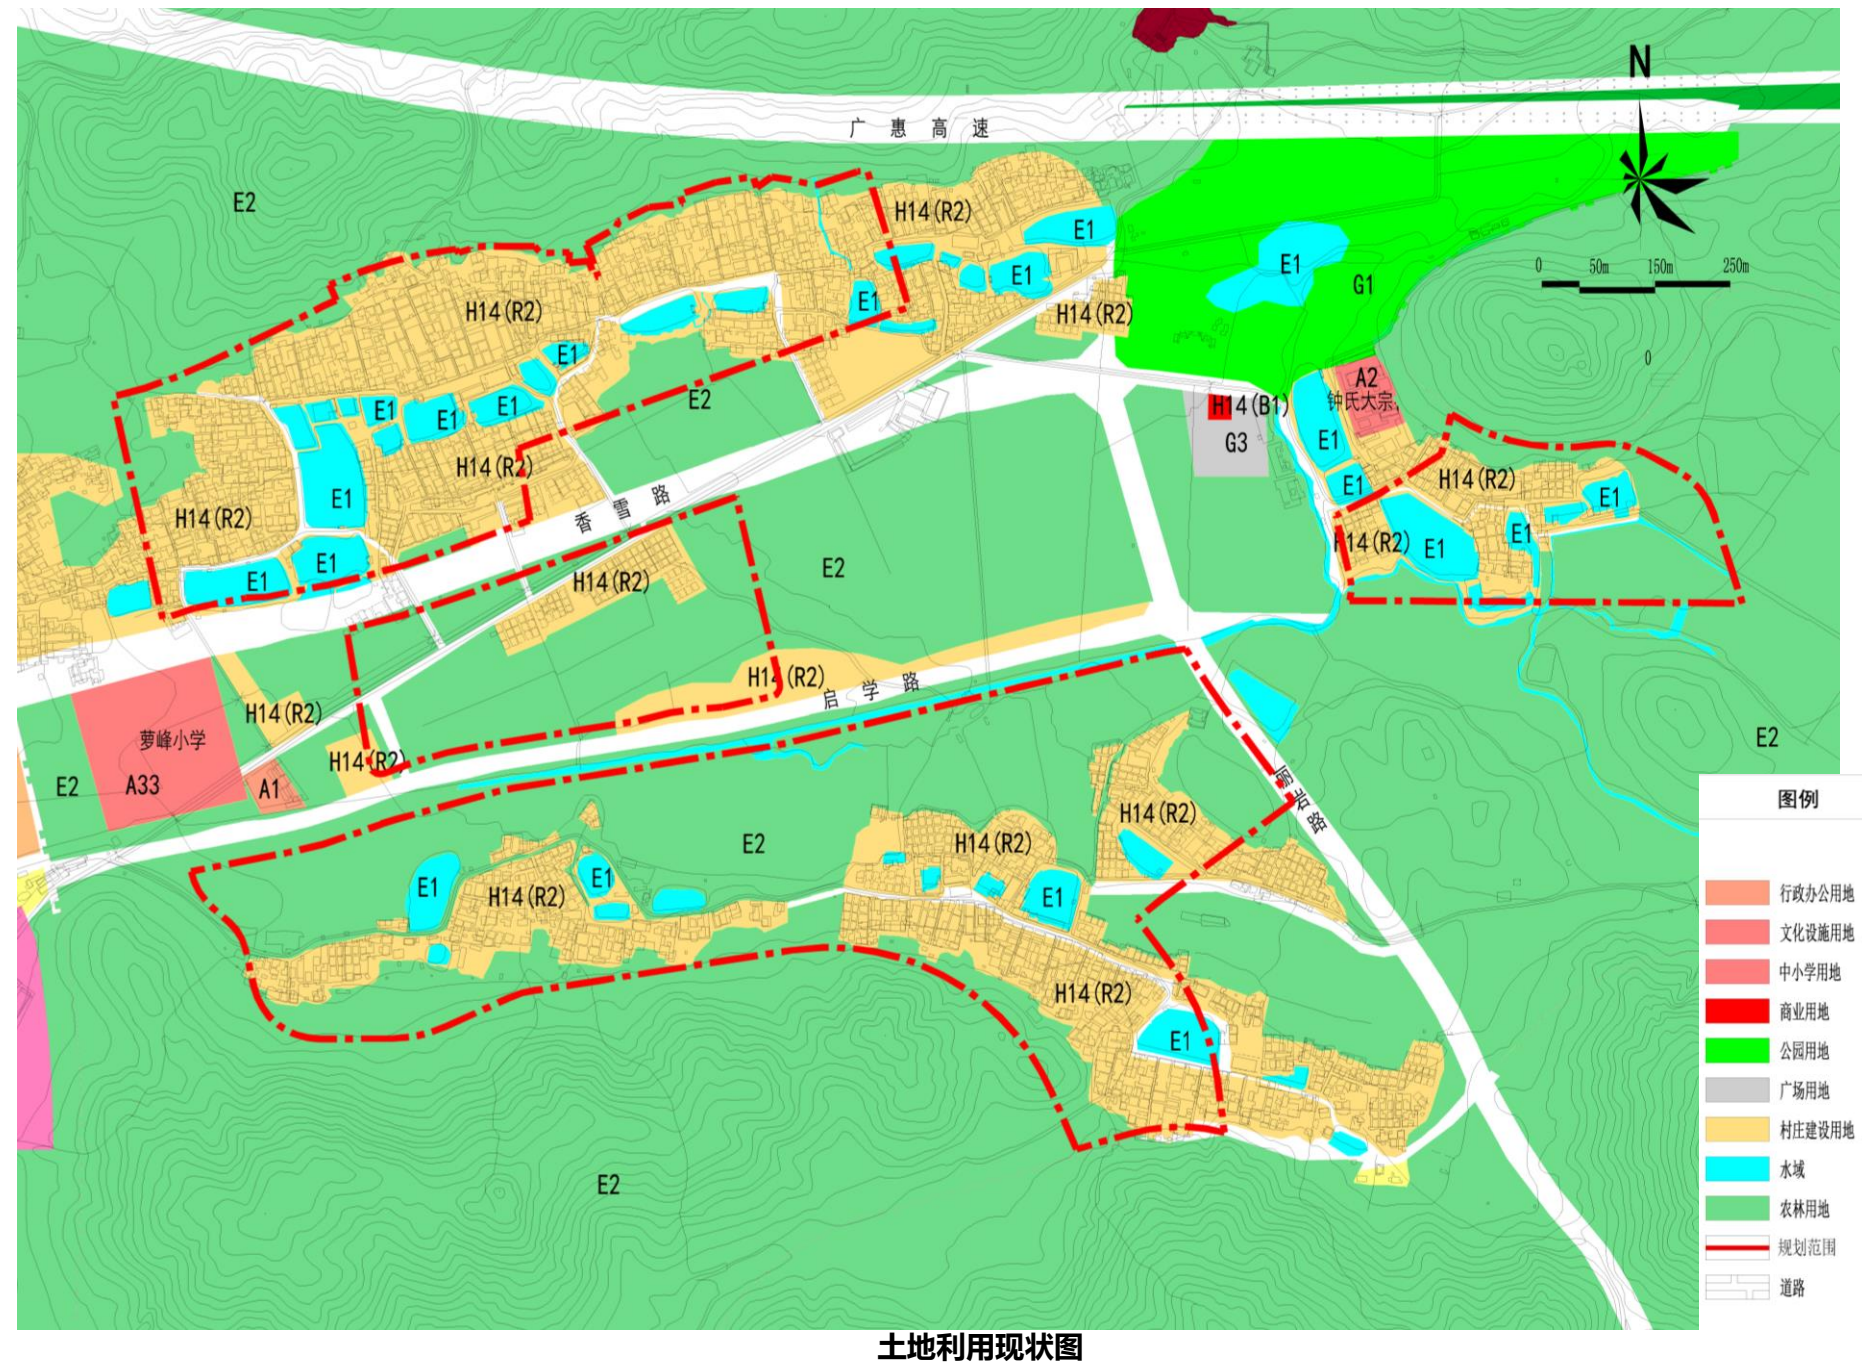 N
广惠高速
E2
H14(R2)
E1
E1
E1
G1
0 50m 150m 250m
E1
H14(R2)
H14(R2)
0
E1
E2
A2
钟氏大宗
E1
E1
E1
H14(B1)
G3
E1
H14(R2)
H14(R2)
E1
E1
E1
香雪路
H14(R2)
E1
H14(R2)
E1
E1
E1
E1
E2
H14(R2)
H14(R2)
启学路
H14(R2)
萝峰小学
A33
E2
A1
H14(R2)
E2
丽岩路
H14(R2)
E2
H14(R2)
E1
E1
H14(R2)
E1
H14(R2)
E1
E2
图例
行政办公用地
文化设施用地
中小学用地
商业用地
公园用地
广场用地
村庄建设用地
水域
农林用地
规划范围
道路
土地利用现状图